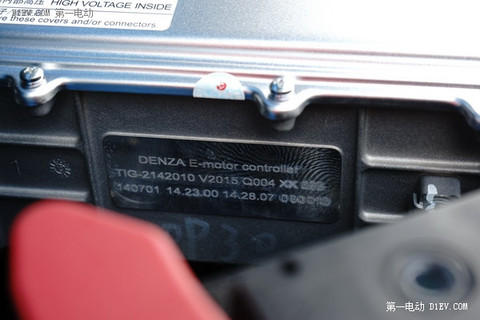 HIGH VOLTAGE INSIDE
第一电动
these covers and/or connectors.
DENZA E-motor controller
TIG-2142010 V2015 Q004 XX
140701 14.23.00 14.28.07
第一电动 D1EV.COM